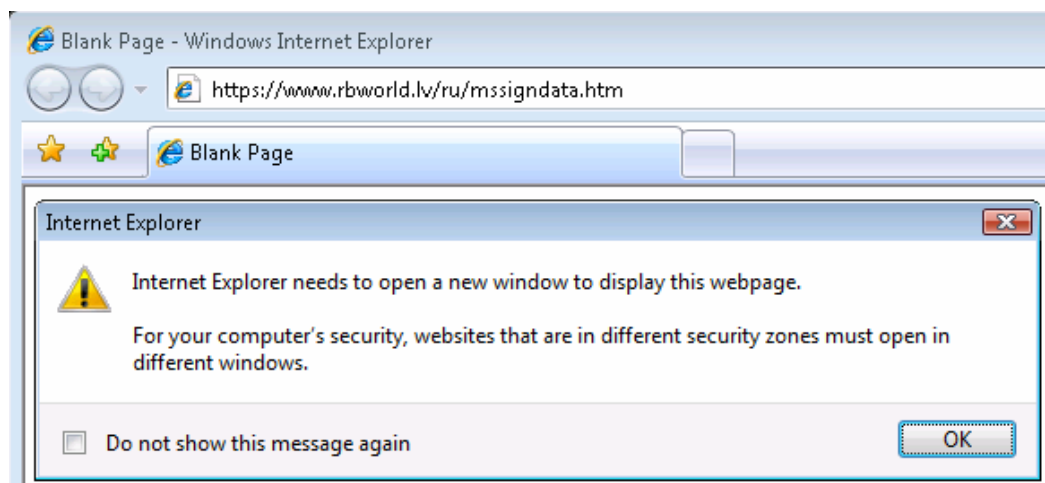 Blank Page - Windows Internet Explorer
https://www.rbworld.lv/ru/mssigndata.htm
Blank Page
Internet Explorer
Internet Explorer needs to open a new window to display this webpage.
For your computer's security, websites that are in different security zones must open in
different windows.
Do not show this message again
OK